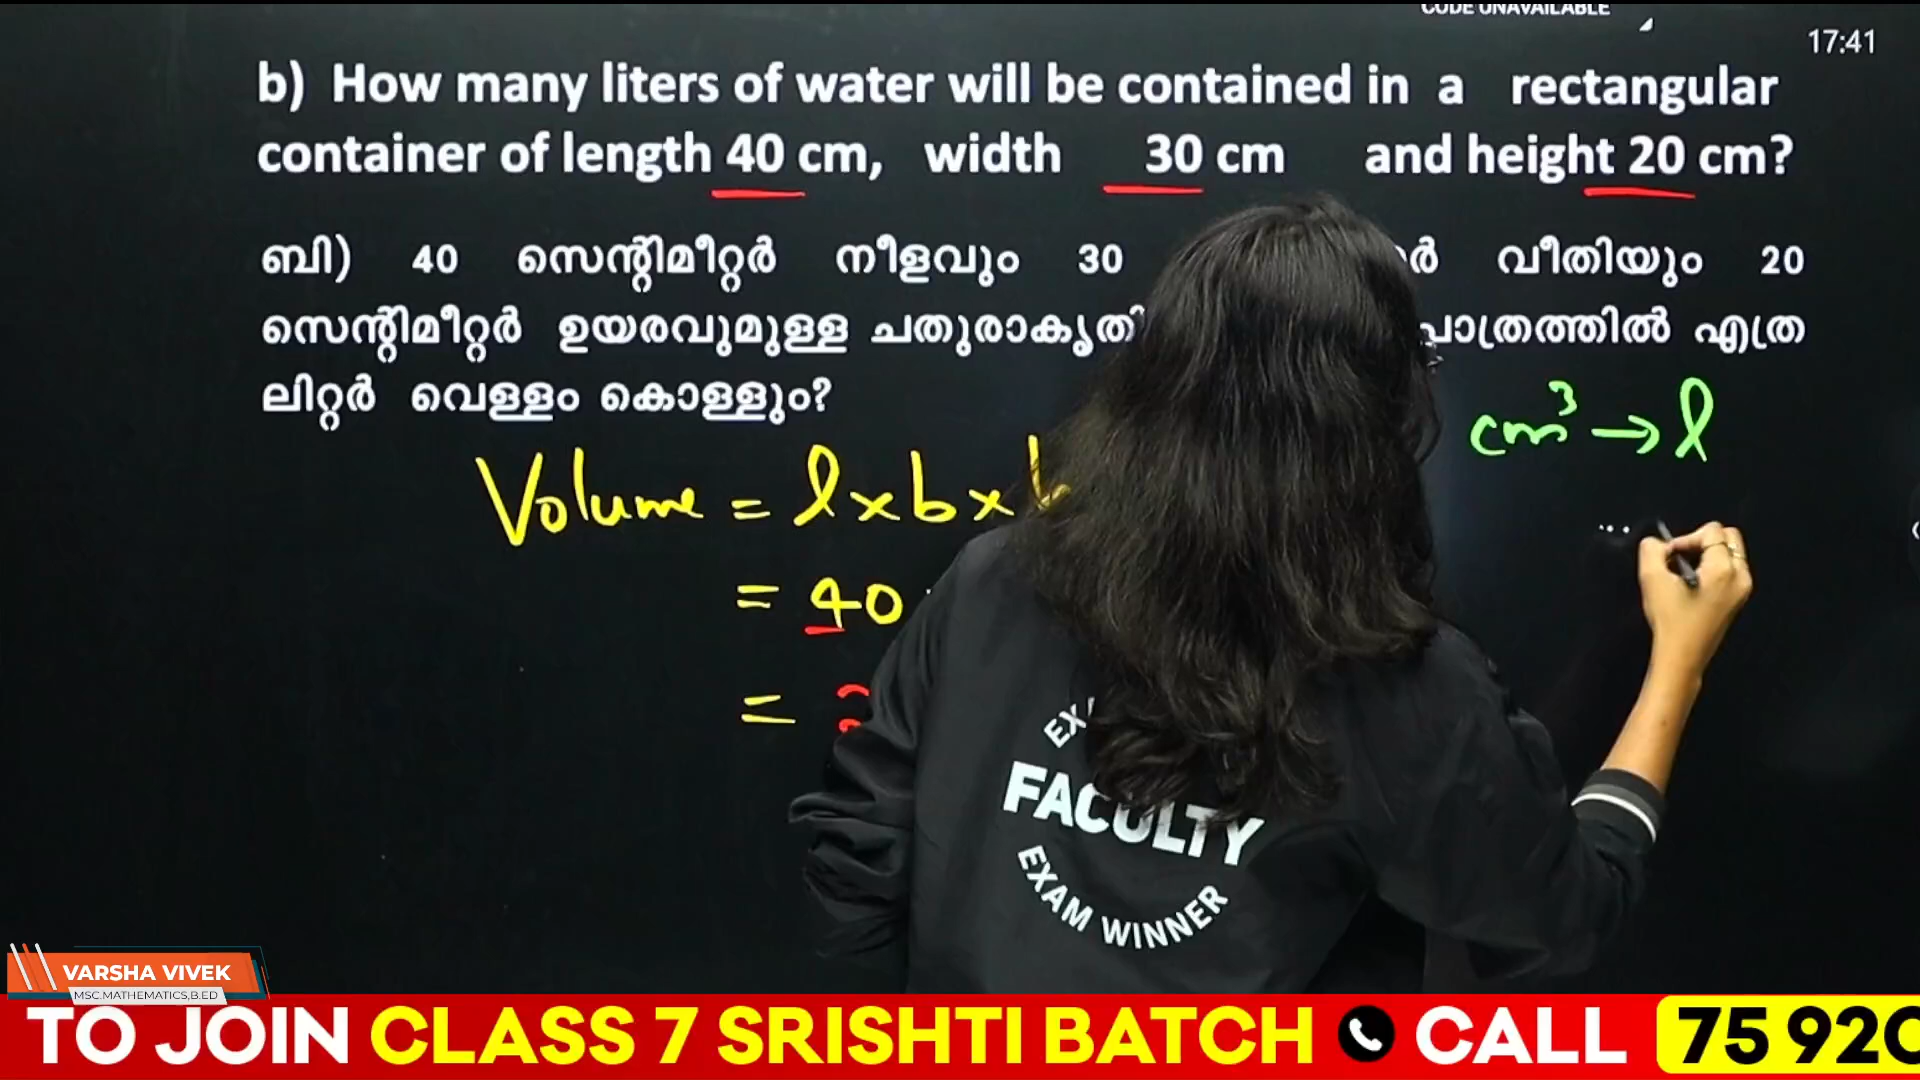 CODE UNAVAILABLE
17:41
b) How many liters of water will be contained in a rectangular
container of length 40 cm, width 30 cm and height 20 cm?
ബി) 40 സെന്റിമീറ്റർ നീളവും 30 വീതിയും 20
സെന്റിമീറ്റർ ഉയരവുമുള്ള ചതുരാകൃതി പാത്രത്തിൽ എത്ര
ലിറ്റർ വെള്ളം കൊള്ളും?
cm³ → l
Volume = l x b x
= 40
=
FACULTY
EXAM WINNER
VARSHA VIVEK
MSC.MATHEMATICS,B.ED
TO JOIN CLASS 7 SRISHTI BATCH CALL 75 920